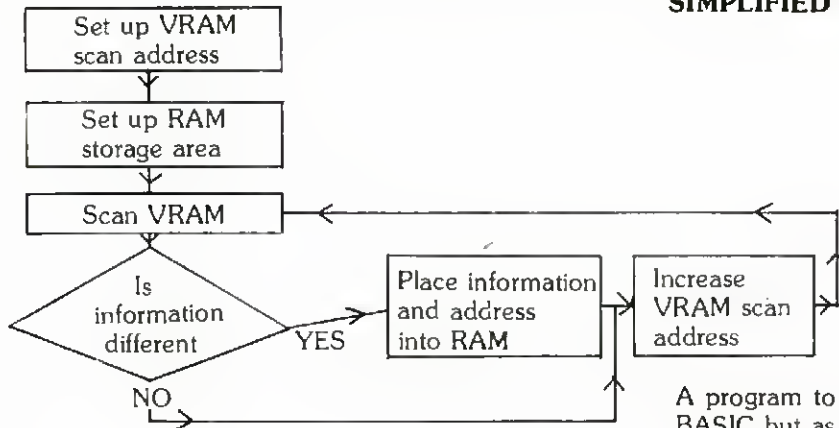 SIMPLIFIED
Set up VRAM
scan address
Set up RAM
storage area
Scan VRAM
Is
information
different
YES
NO
Place information
and address
into RAM
Increase
VRAM scan
address
A program to
BASIC but as